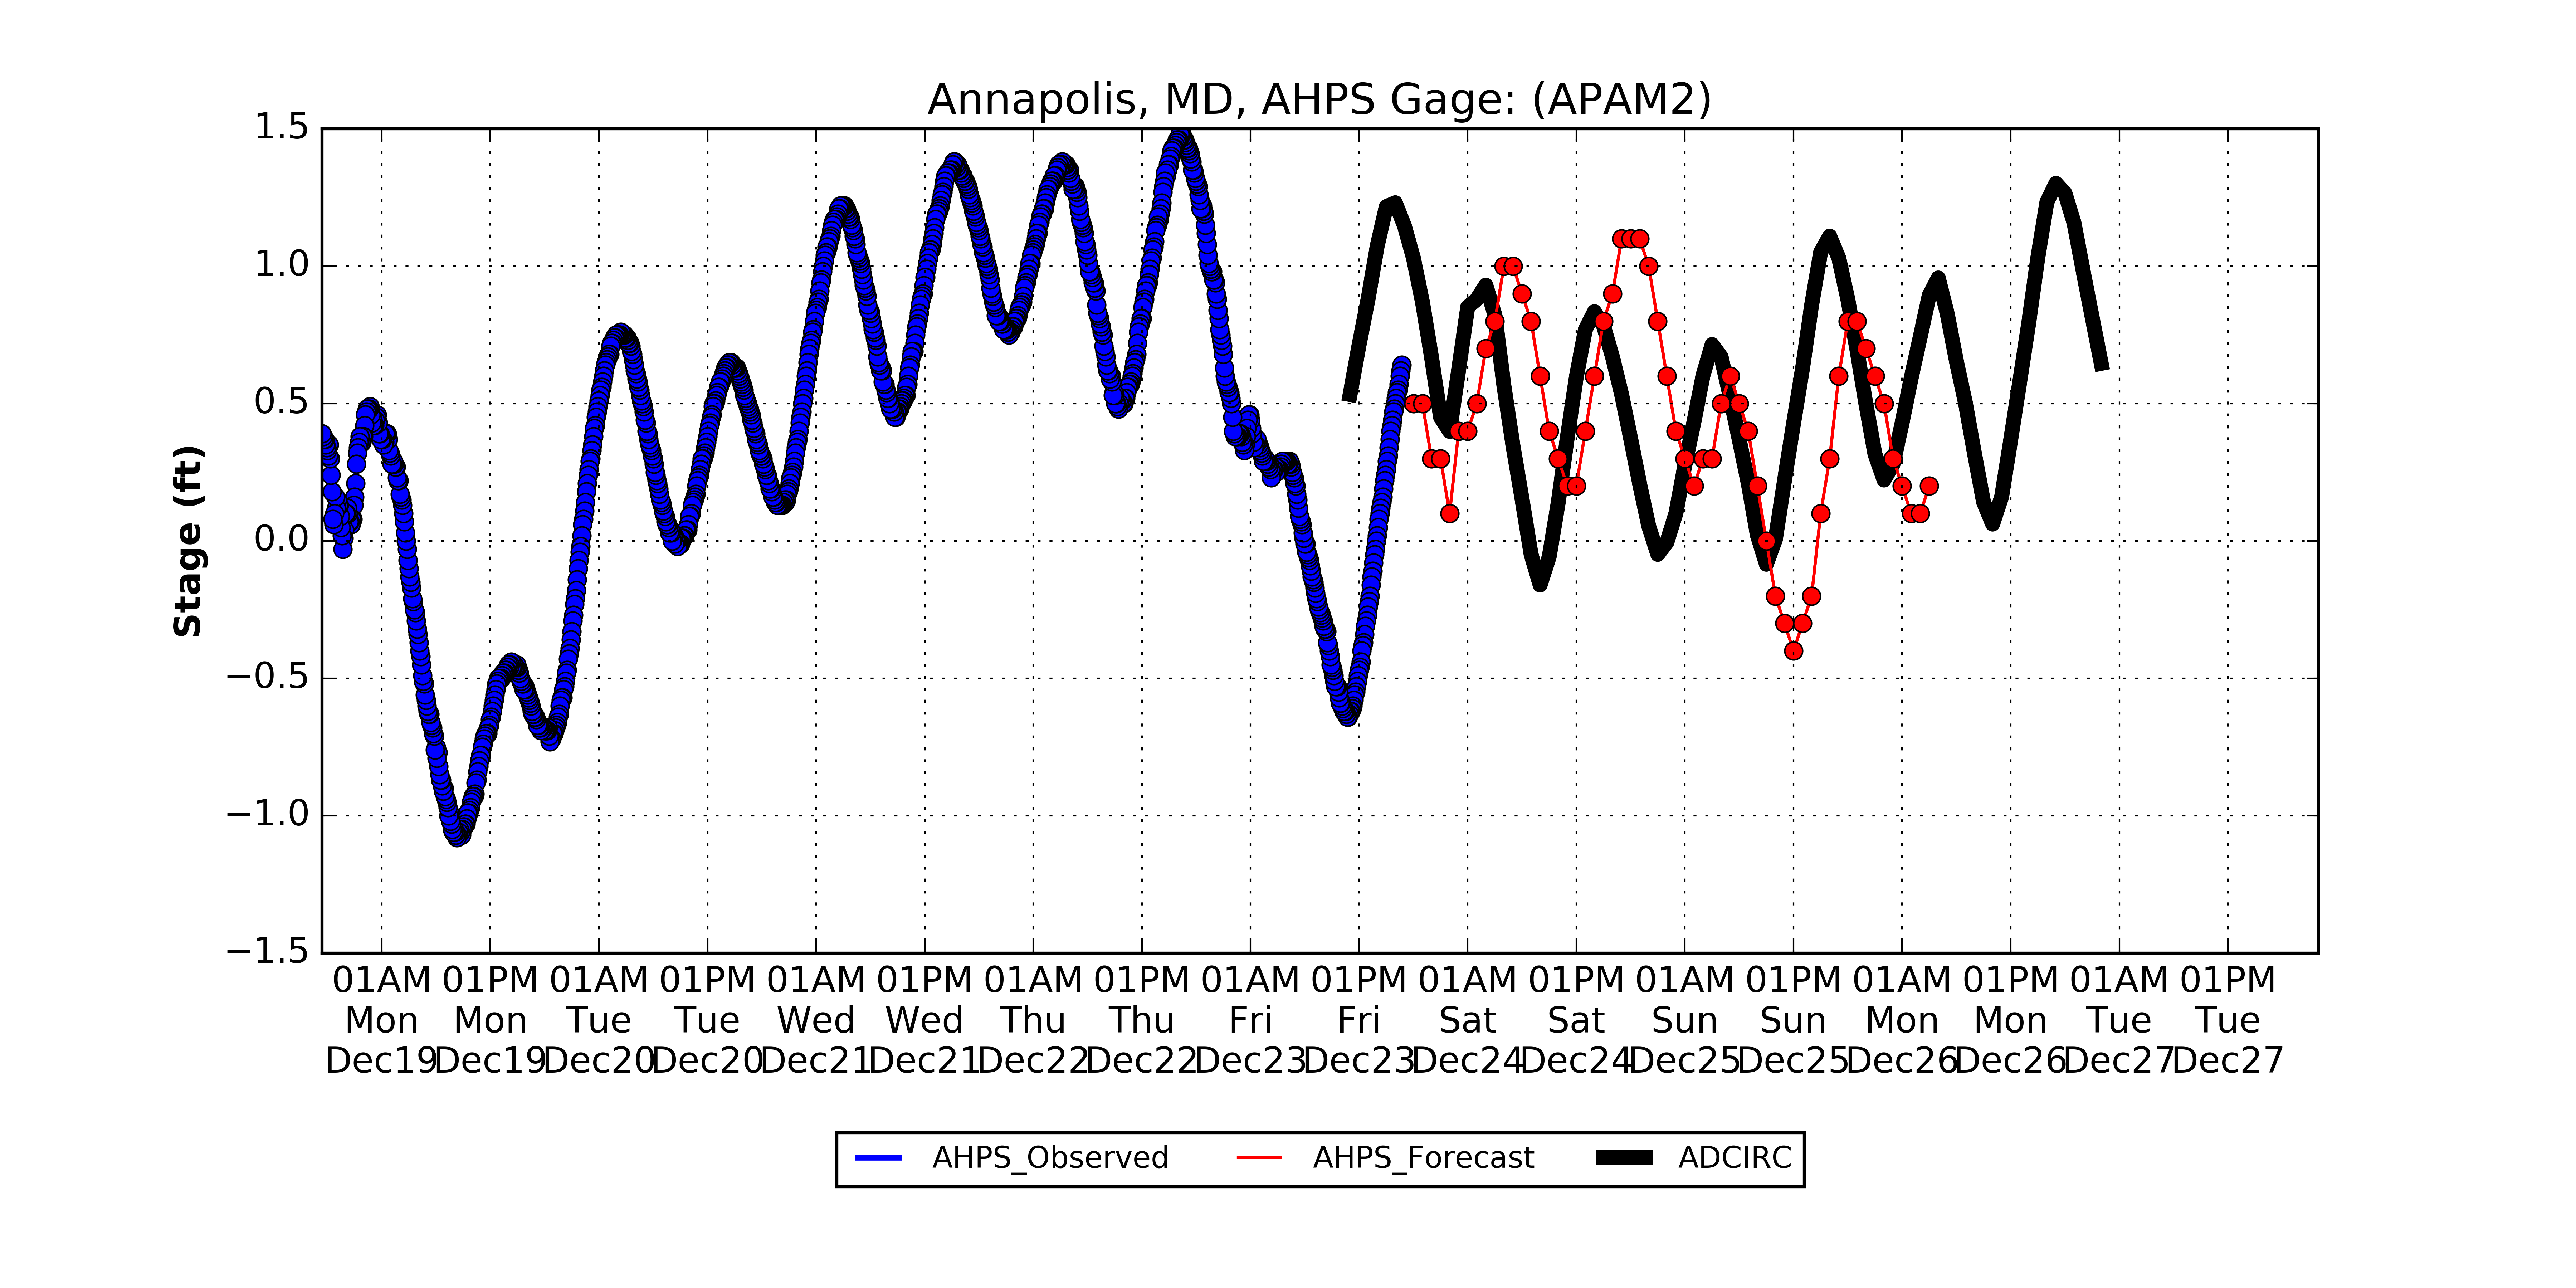 Annapolis, MD, AHPS Gage: (APAM2)
1.5
1.0
0.5
0.0
−0.5
−1.0
−1.5
Stage (ft)
01AM 01PM 01AM 01PM 01AM 01PM 01AM 01PM 01AM 01PM 01AM 01PM 01AM 01PM 01AM 01PM 01AM 01PM
Mon Mon Tue Tue Wed Wed Thu Thu Fri Fri Sat Sat Sun Sun Mon Mon Tue Tue
Dec19 Dec19 Dec20 Dec20 Dec21 Dec21 Dec22 Dec22 Dec23 Dec23 Dec24 Dec24 Dec25 Dec25 Dec26 Dec26 Dec27 Dec27
AHPS_Observed AHPS_Forecast ADCIRC